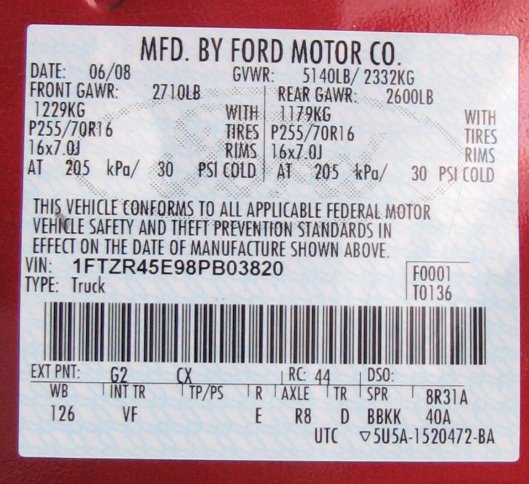 MFD. BY FORD MOTOR CO.
DATE: 06/08 GVWR: 5140LB/ 2332KG
FRONT GAWR: 2710LB REAR GAWR: 2600LB
1229KG WITH 1179KG WITH
P255/70R16 TIRES P255/70R16 TIRES
16x7.0J RIMS 16x7.0J RIMS
AT 205 kPa/ 30 PSI COLD AT 205 kPa/ 30 PSI COLD
THIS VEHICLE CONFORMS TO ALL APPLICABLE FEDERAL MOTOR
VEHICLE SAFETY AND THEFT PREVENTION STANDARDS IN
EFFECT ON THE DATE OF MANUFACTURE SHOWN ABOVE.
VIN: 1FTZR45E98PB03820 F0001
TYPE: Truck T0136
EXT PNT: G2 CX RC: 44 DSO:
WB INT TR TP/PS R AXLE TR SPR 8R31A
126 VF E R8 D BBKK 40A
UTC ▽5U5A-1520472-BA